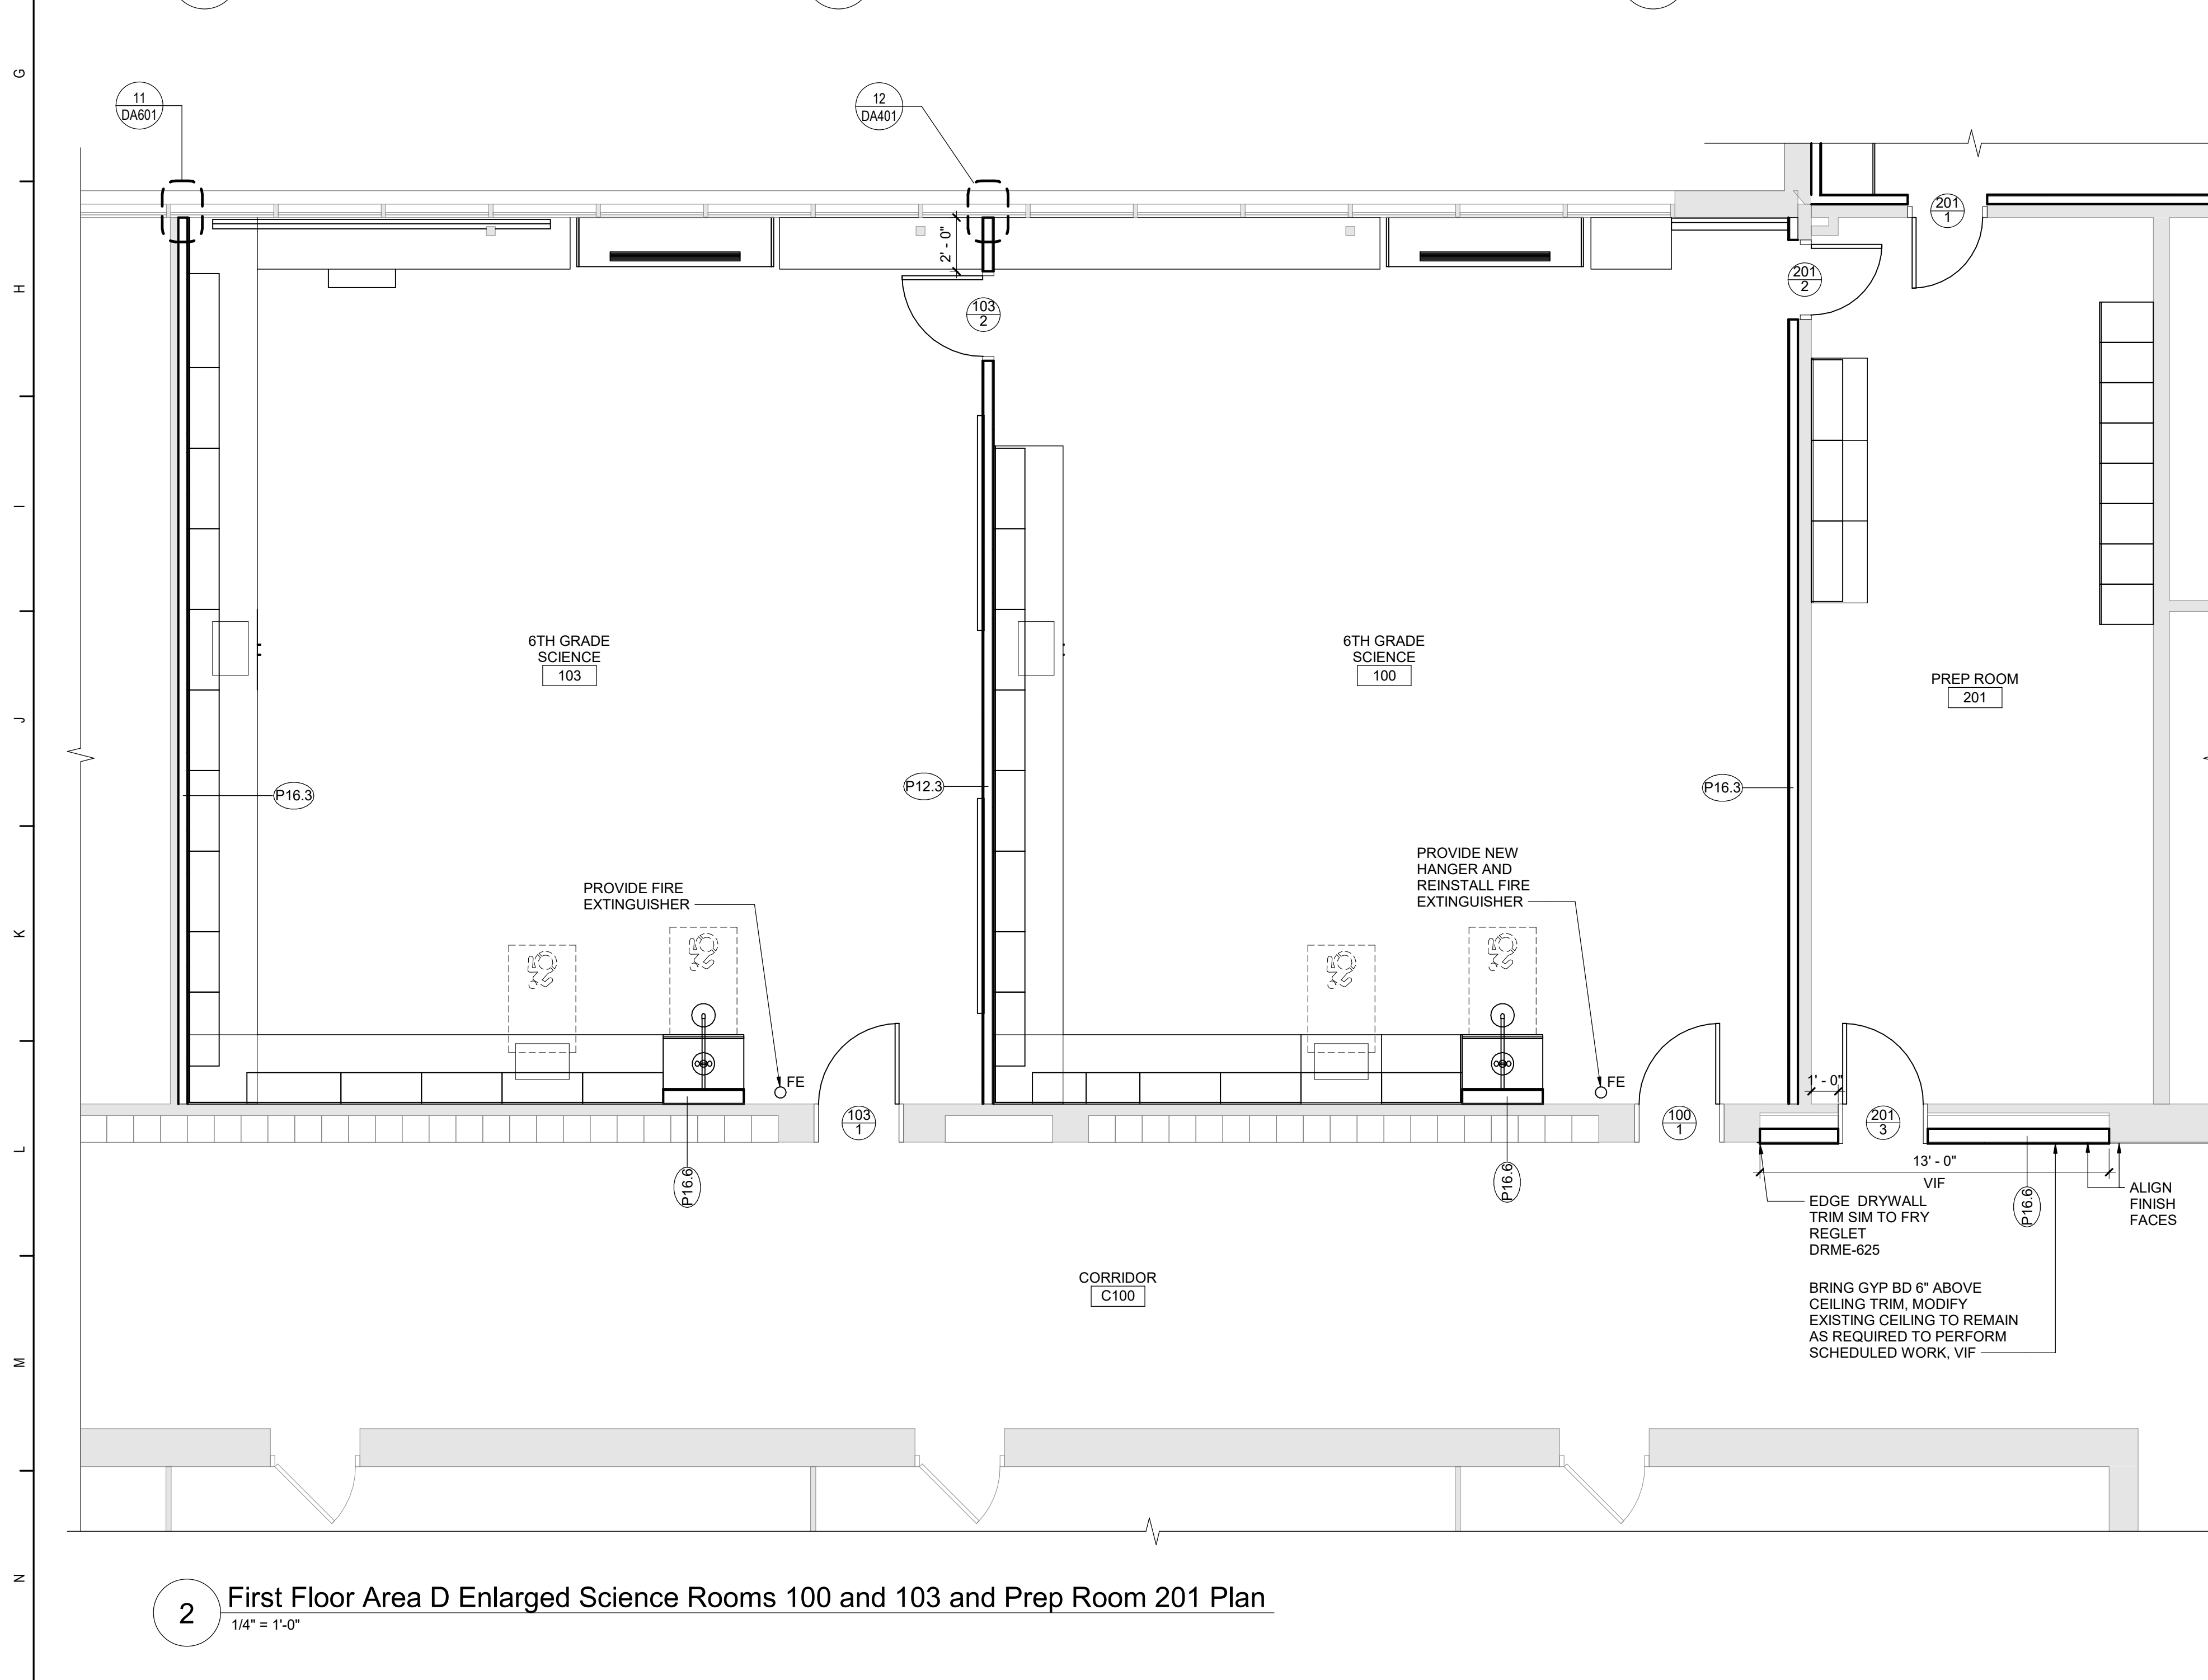 G
H
I
J
K
L
M
N
11
DA601
12
DA401
2' - 0"
201
1
201
2
103
2
6TH GRADE
SCIENCE
103
6TH GRADE
SCIENCE
100
PREP ROOM
201
P16.3
P12.3
P16.3
PROVIDE FIRE
EXTINGUISHER
PROVIDE NEW
HANGER AND
REINSTALL FIRE
EXTINGUISHER
FE
FE
1' - 0"
103
1
100
1
201
3
P16.6
P16.6
13' - 0"
VIF
P16.6
EDGE DRYWALL
TRIM SIM TO FRY
REGLET
DRME-625
ALIGN
FINISH
FACES
BRING GYP BD 6" ABOVE
CEILING TRIM, MODIFY
EXISTING CEILING TO REMAIN
AS REQUIRED TO PERFORM
SCHEDULED WORK, VIF
CORRIDOR
C100
2
First Floor Area D Enlarged Science Rooms 100 and 103 and Prep Room 201 Plan
1/4" = 1'-0"